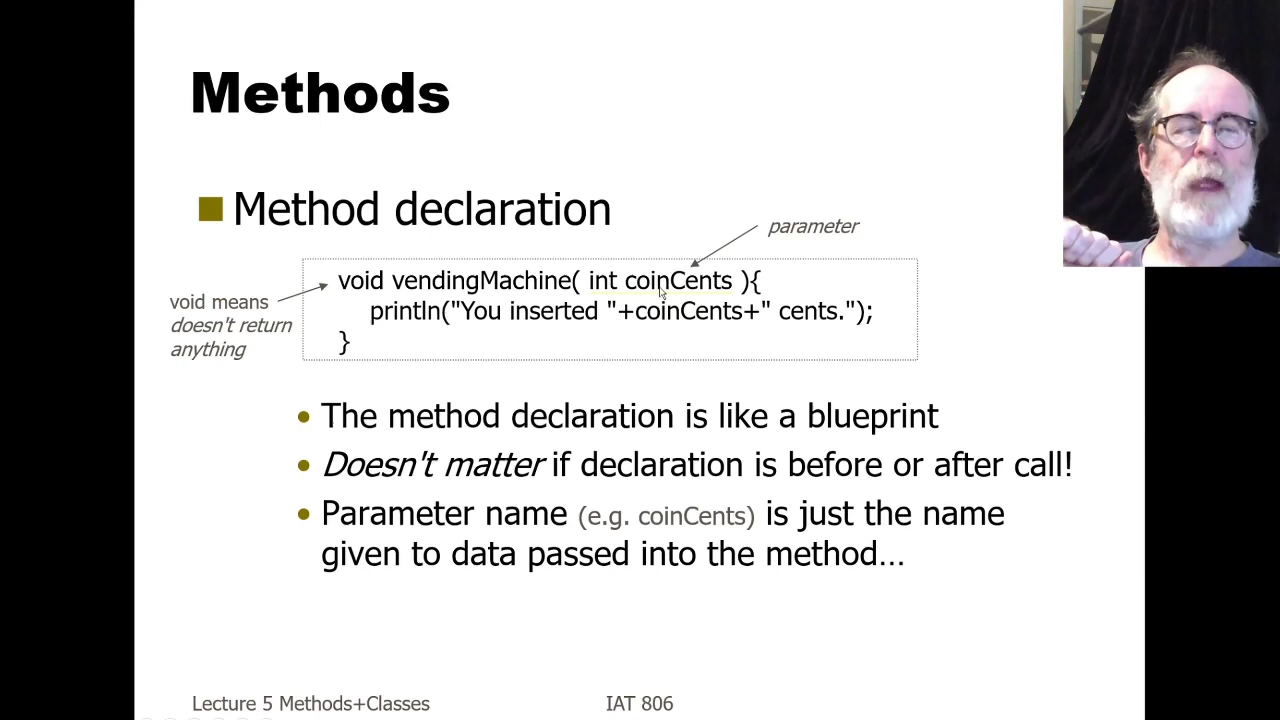 Methods
Method declaration
parameter
void vendingMachine( int coinCents ){
println("You inserted "+coinCents+" cents.");
}
void means
doesn't return
anything
The method declaration is like a blueprint
Doesn't matter if declaration is before or after call!
Parameter name (e.g. coinCents) is just the name
given to data passed into the method...
Lecture 5 Methods+Classes
IAT 806